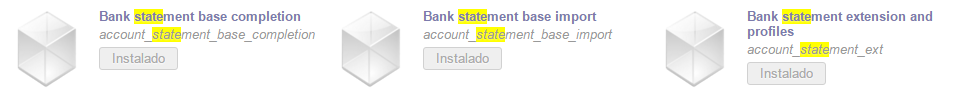 Bank statement base completion
account_statement_base_completion
Instalado
Bank statement base import
account_statement_base_import
Instalado
Bank statement extension and
profiles
account_statement_ext
Instalado